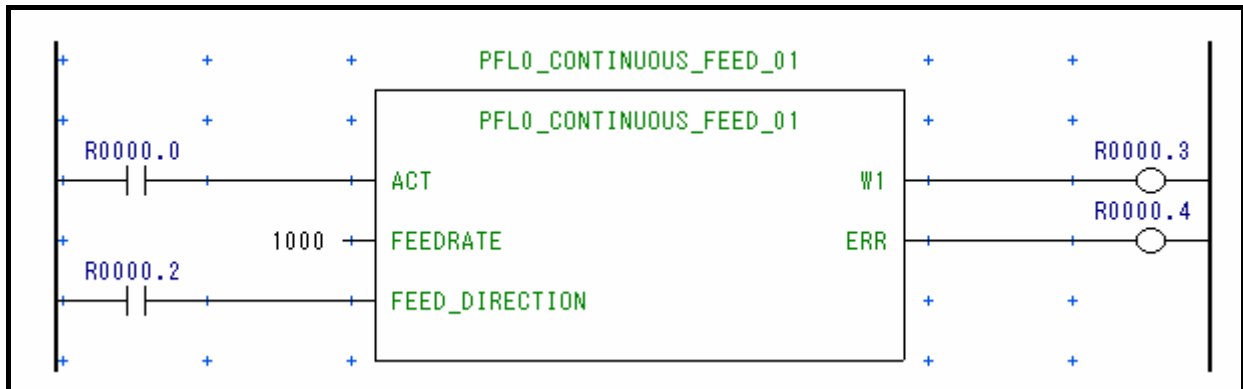 PFL0_CONTINUOUS_FEED_01
PFL0_CONTINUOUS_FEED_01
R0000.0
R0000.3
ACT
W1
R0000.4
1000
FEEDRATE
ERR
R0000.2
FEED_DIRECTION